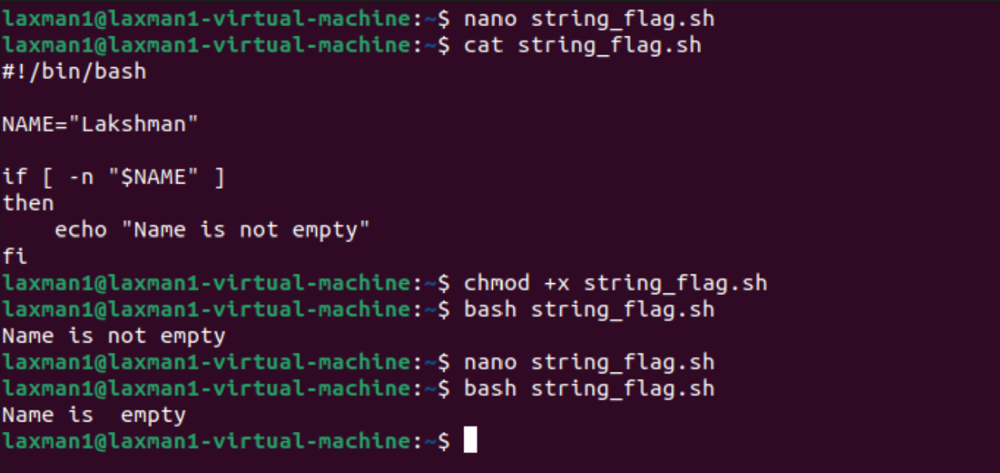 laxman1@laxman1-virtual-machine:~$ nano string_flag.sh
laxman1@laxman1-virtual-machine:~$ cat string_flag.sh
#!/bin/bash

NAME="Lakshman"

if [ -n "$NAME" ]
then
    echo "Name is not empty"
fi
laxman1@laxman1-virtual-machine:~$ chmod +x string_flag.sh
laxman1@laxman1-virtual-machine:~$ bash string_flag.sh
Name is not empty
laxman1@laxman1-virtual-machine:~$ nano string_flag.sh
laxman1@laxman1-virtual-machine:~$ bash string_flag.sh
Name is  empty
laxman1@laxman1-virtual-machine:~$